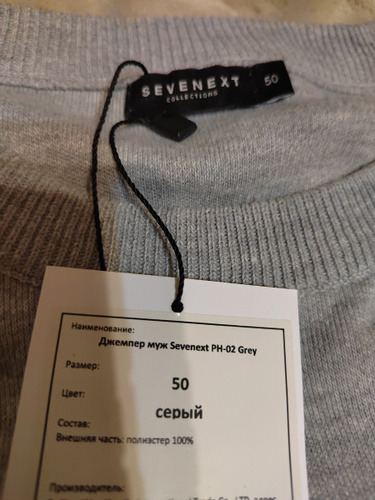 SEVENEXT
COLLECTIONS
50
Наименование:
Джемпер муж Sevenext PH-02 Grey
Размер:
50
Цвет:
серый
Состав:
Внешняя часть: полиэстер 100%
Производитель: